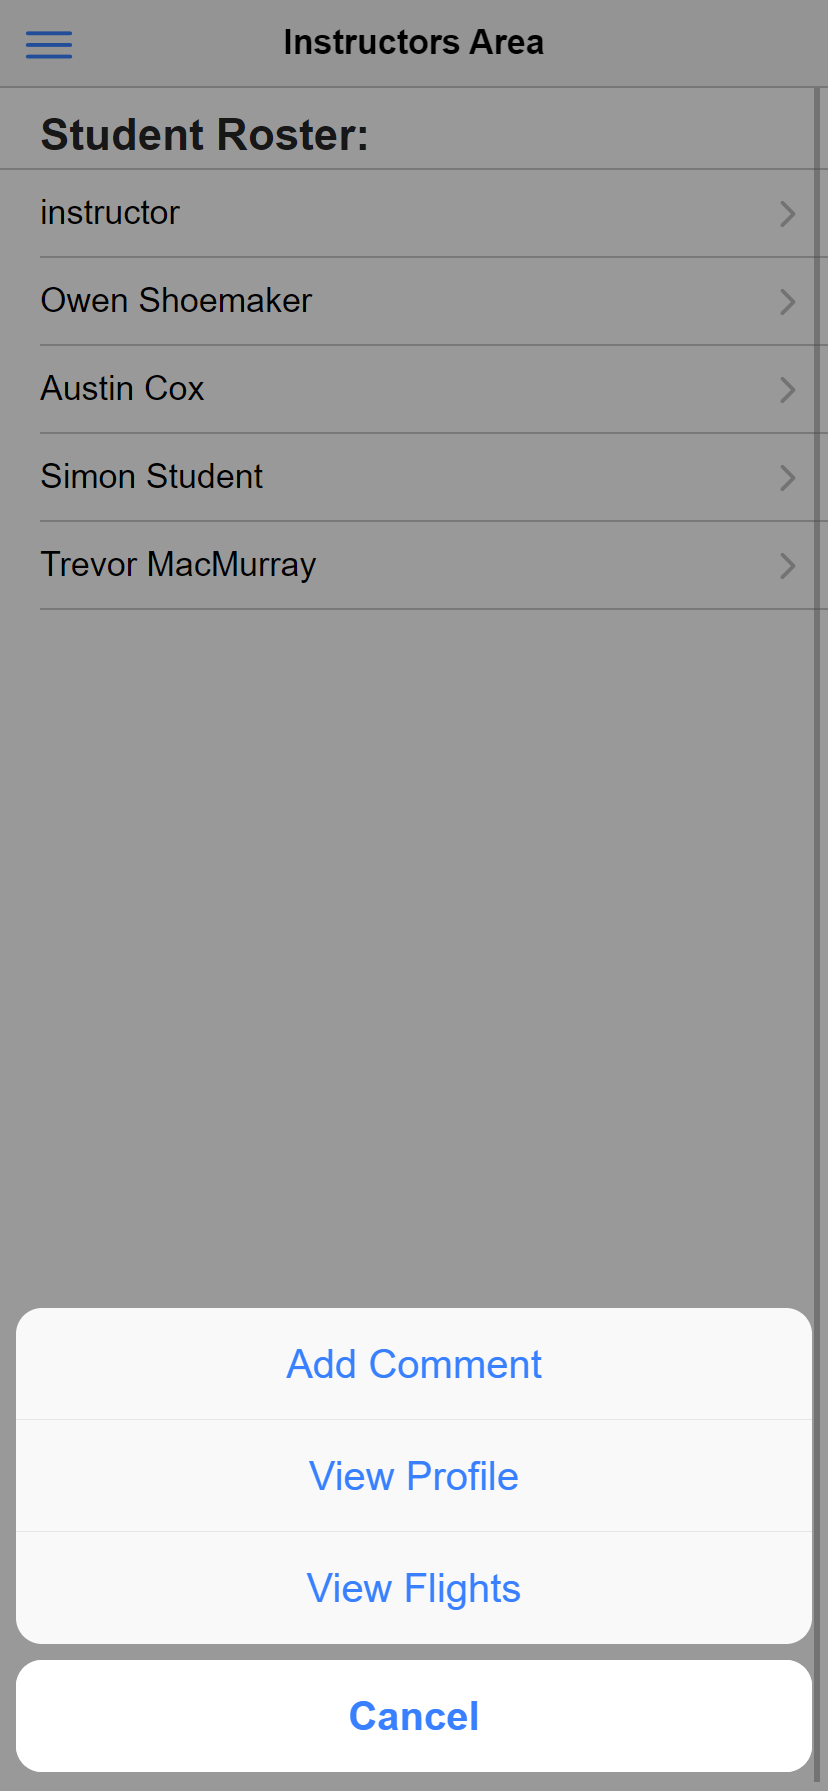 Instructors Area
Student Roster:
instructor
Owen Shoemaker
Austin Cox
Simon Student
Trevor MacMurray
Add Comment
View Profile
View Flights
Cancel